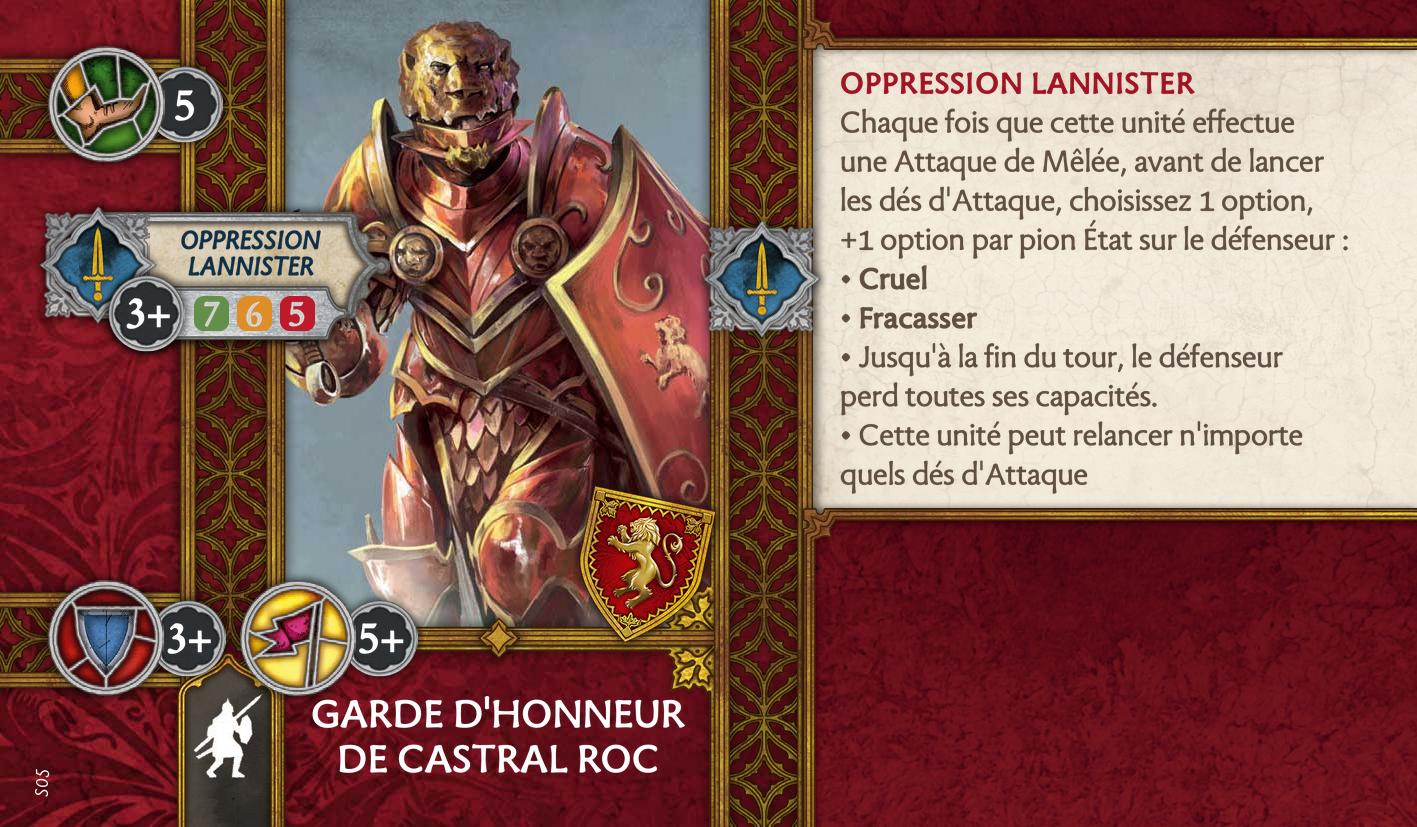 5
OPPRESSION
LANNISTER
3+ 7 6 5
3+ 5+
GARDE D'HONNEUR
DE CASTRAL ROC
S05
OPPRESSION LANNISTER
Chaque fois que cette unité effectue
une Attaque de Mêlée, avant de lancer
les dés d'Attaque, choisissez 1 option,
+1 option par pion État sur le défenseur :
• Cruel
• Fracasser
• Jusqu'à la fin du tour, le défenseur
perd toutes ses capacités.
• Cette unité peut relancer n'importe
quels dés d'Attaque